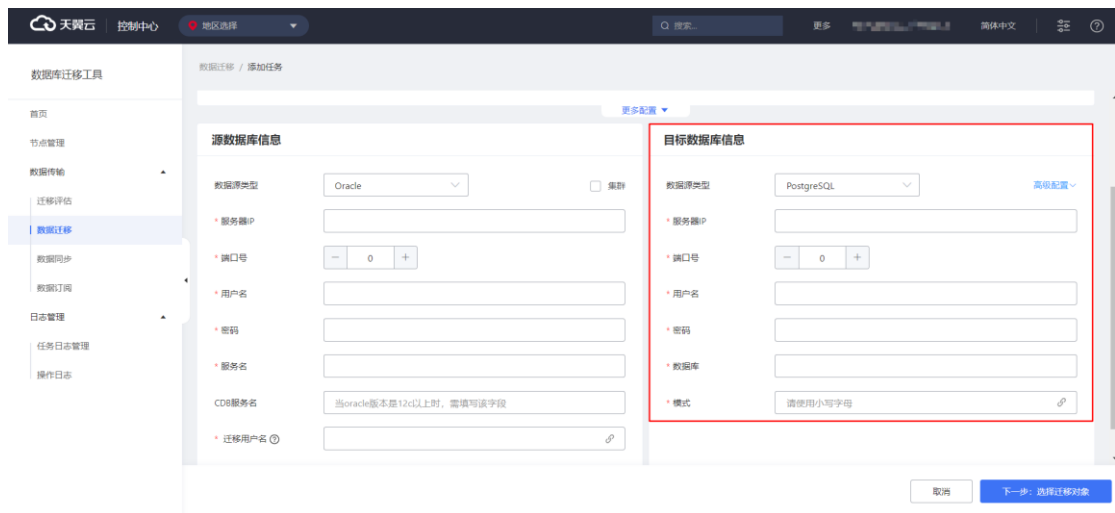 天翼云 控制中心 地区选择 搜索... 更多 简体中文
数据库迁移工具
首页
节点管理
数据传输
迁移评估
数据迁移
数据同步
数据订阅
日志管理
任务日志管理
操作日志
数据迁移 / 添加任务
更多配置
源数据库信息
数据源类型 Oracle 集群
* 服务器IP
* 端口号 - 0 +
* 用户名
* 密码
* 服务名
CDB服务名 当oracle版本是12c以上时，需填写该字段
* 迁移用户名
目标数据库信息
数据源类型 PostgreSQL 高级配置
* 服务器IP
* 端口号 - 0 +
* 用户名
* 密码
* 数据库
* 模式 请使用小写字母
取消 下一步：选择迁移对象